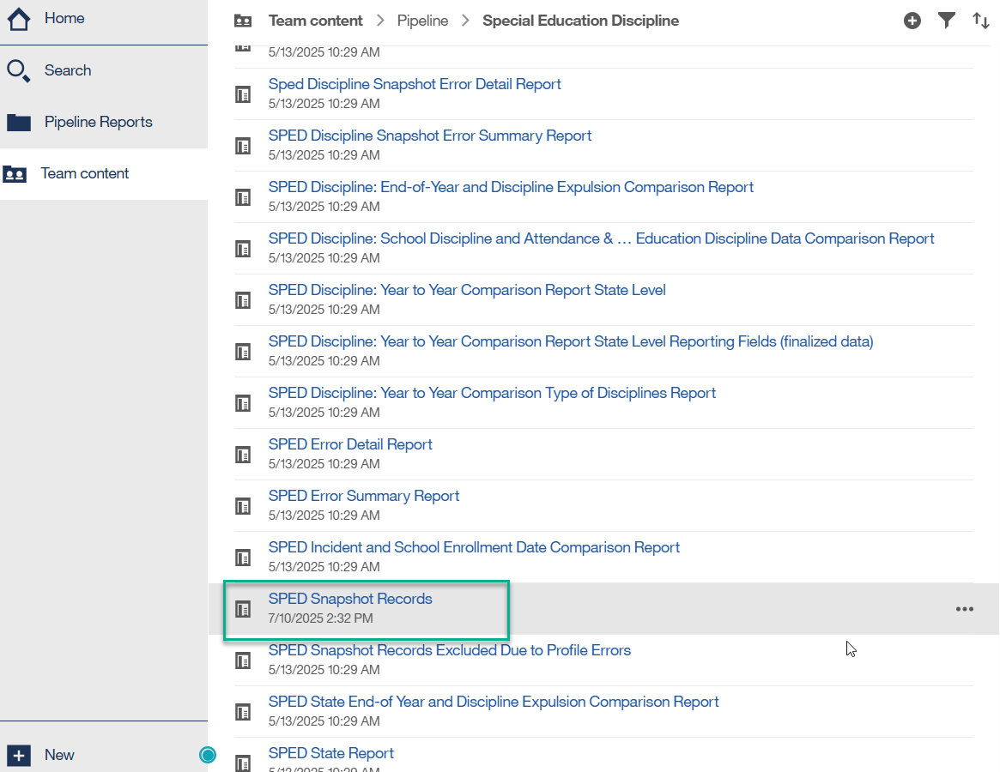 Home
Search
Pipeline Reports
Team content
New
Team content > Pipeline > Special Education Discipline
5/13/2025 10:29 AM
Sped Discipline Snapshot Error Detail Report
5/13/2025 10:29 AM
SPED Discipline Snapshot Error Summary Report
5/13/2025 10:29 AM
SPED Discipline: End-of-Year and Discipline Expulsion Comparison Report
5/13/2025 10:29 AM
SPED Discipline: School Discipline and Attendance & … Education Discipline Data Comparison Report
5/13/2025 10:29 AM
SPED Discipline: Year to Year Comparison Report State Level
5/13/2025 10:29 AM
SPED Discipline: Year to Year Comparison Report State Level Reporting Fields (finalized data)
5/13/2025 10:29 AM
SPED Discipline: Year to Year Comparison Type of Disciplines Report
5/13/2025 10:29 AM
SPED Error Detail Report
5/13/2025 10:29 AM
SPED Error Summary Report
5/13/2025 10:29 AM
SPED Incident and School Enrollment Date Comparison Report
5/13/2025 10:29 AM
SPED Snapshot Records
7/10/2025 2:32 PM
SPED Snapshot Records Excluded Due to Profile Errors
5/13/2025 10:29 AM
SPED State End-of Year and Discipline Expulsion Comparison Report
5/13/2025 10:29 AM
SPED State Report
5/13/2025 10:29 AM